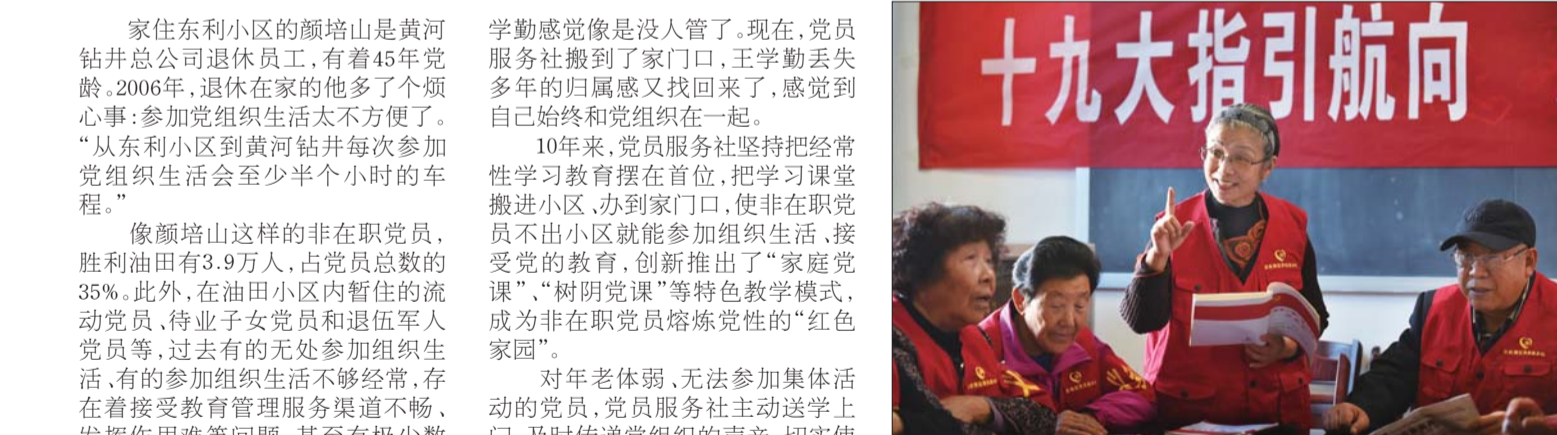 家住东利小区的颜培山是黄河
钻井总公司退休员工，有着45年党
龄。2006年，退休在家的他多了个烦
心事：参加党组织生活太不方便了。
“从东利小区到黄河钻井每次参加
党组织生活会至少半个小时的车
程。”
像颜培山这样的非在职党员，
胜利油田有3.9万人，占党员总数的
35%。此外，在油田小区内暂住的流
动党员、待业子女党员和退伍军人
党员等，过去有的无处参加组织生
活、有的参加组织生活不够经常，存
在着接受教育管理服务渠道不畅、
学勤感觉像是没人管了。现在，党员
服务社搬到了家门口，王学勤丢失
多年的归属感又找回来了，感觉到
自己始终和党组织在一起。
10年来，党员服务社坚持把经常
性学习教育摆在首位，把学习课堂
搬进小区、办到家门口，使非在职党
员不出小区就能参加组织生活、接
受党的教育，创新推出了“家庭党
课”、“树阴党课”等特色教学模式，
成为非在职党员熔炼党性的“红色
家园”。
对年老体弱、无法参加集体活
动的党员，党员服务社主动送学上
十九大指引航向